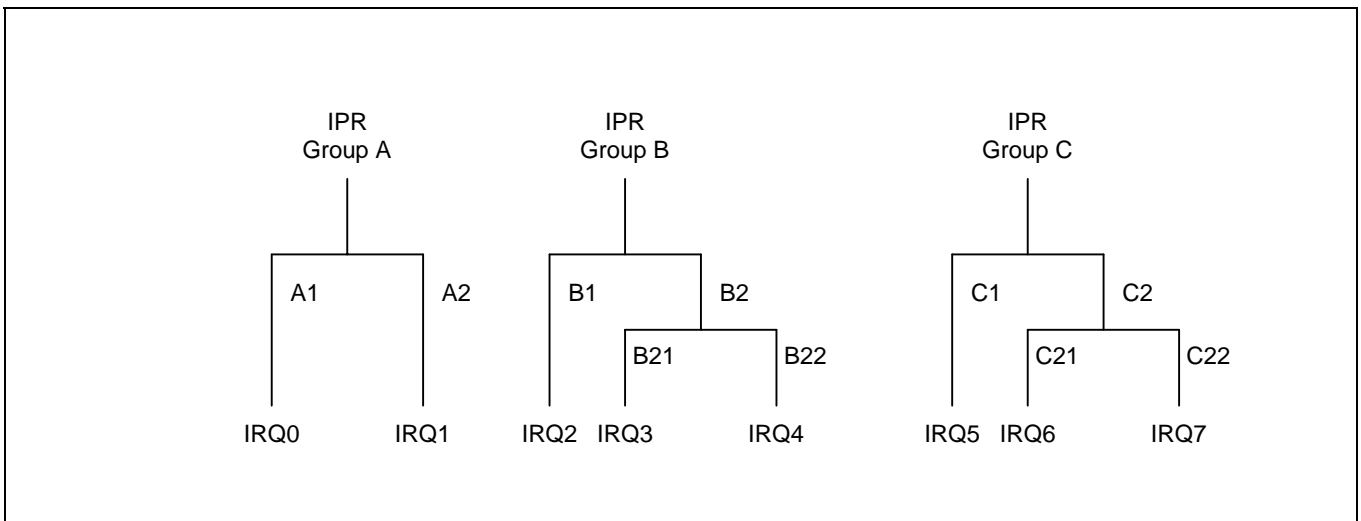 IPR
Group A
IPR
Group B
IPR
Group C
A1
A2
B1
B2
C1
C2
B21
B22
C21
C22
IRQ0
IRQ1
IRQ2
IRQ3
IRQ4
IRQ5
IRQ6
IRQ7